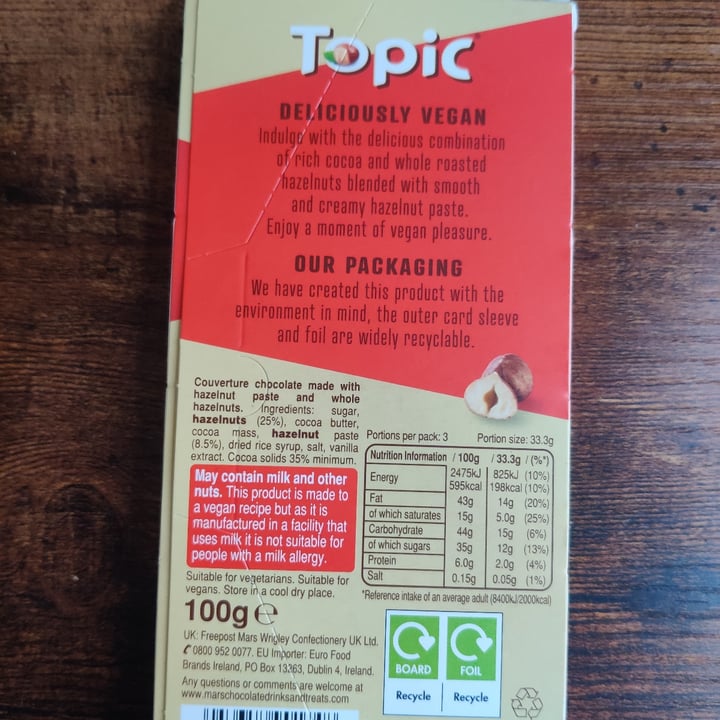 Topic
DELICIOUSLY VEGAN
Indulge with the delicious combination
of rich cocoa and whole roasted
hazelnuts blended with smooth
and creamy hazelnut paste.
Enjoy a moment of vegan pleasure.
OUR PACKAGING
We have created this product with the
environment in mind, the outer card sleeve
and foil are widely recyclable.
Couverture chocolate made with
hazelnut paste and whole
hazelnuts. Ingredients: sugar,
hazelnuts (25%), cocoa butter,
cocoa mass, hazelnut paste
(8.5%), dried rice syrup, salt, vanilla
extract. Cocoa solids 35% minimum.
May contain milk and other
nuts. This product is made to
a vegan recipe but as it is
manufactured in a facility that
uses milk it is not suitable for
people with a milk allergy.
Suitable for vegetarians. Suitable for
vegans. Store in a cool dry place.
100g e
UK: Freepost Mars Wrigley Confectionery UK Ltd.
0800 952 0077. EU Importer: Euro Food
Brands Ireland, PO Box 13263, Dublin 4, Ireland.
Any questions or comments are welcome at
www.marschocolatedrinksandtreats.com
Portions per pack: 3 Portion size: 33.3g
Nutrition Information / 100g / 33.3g / (%*)
Energy 2475kJ 825kJ (10%)
595kcal 198kcal (10%)
Fat 43g 14g (20%)
of which saturates 15g 5.0g (25%)
Carbohydrate 44g 15g (6%)
of which sugars 35g 12g (13%)
Protein 6.0g 2.0g (4%)
Salt 0.15g 0.05g (1%)
*Reference intake of an average adult (8400kJ/2000kcal)
BOARD FOIL
Recycle Recycle